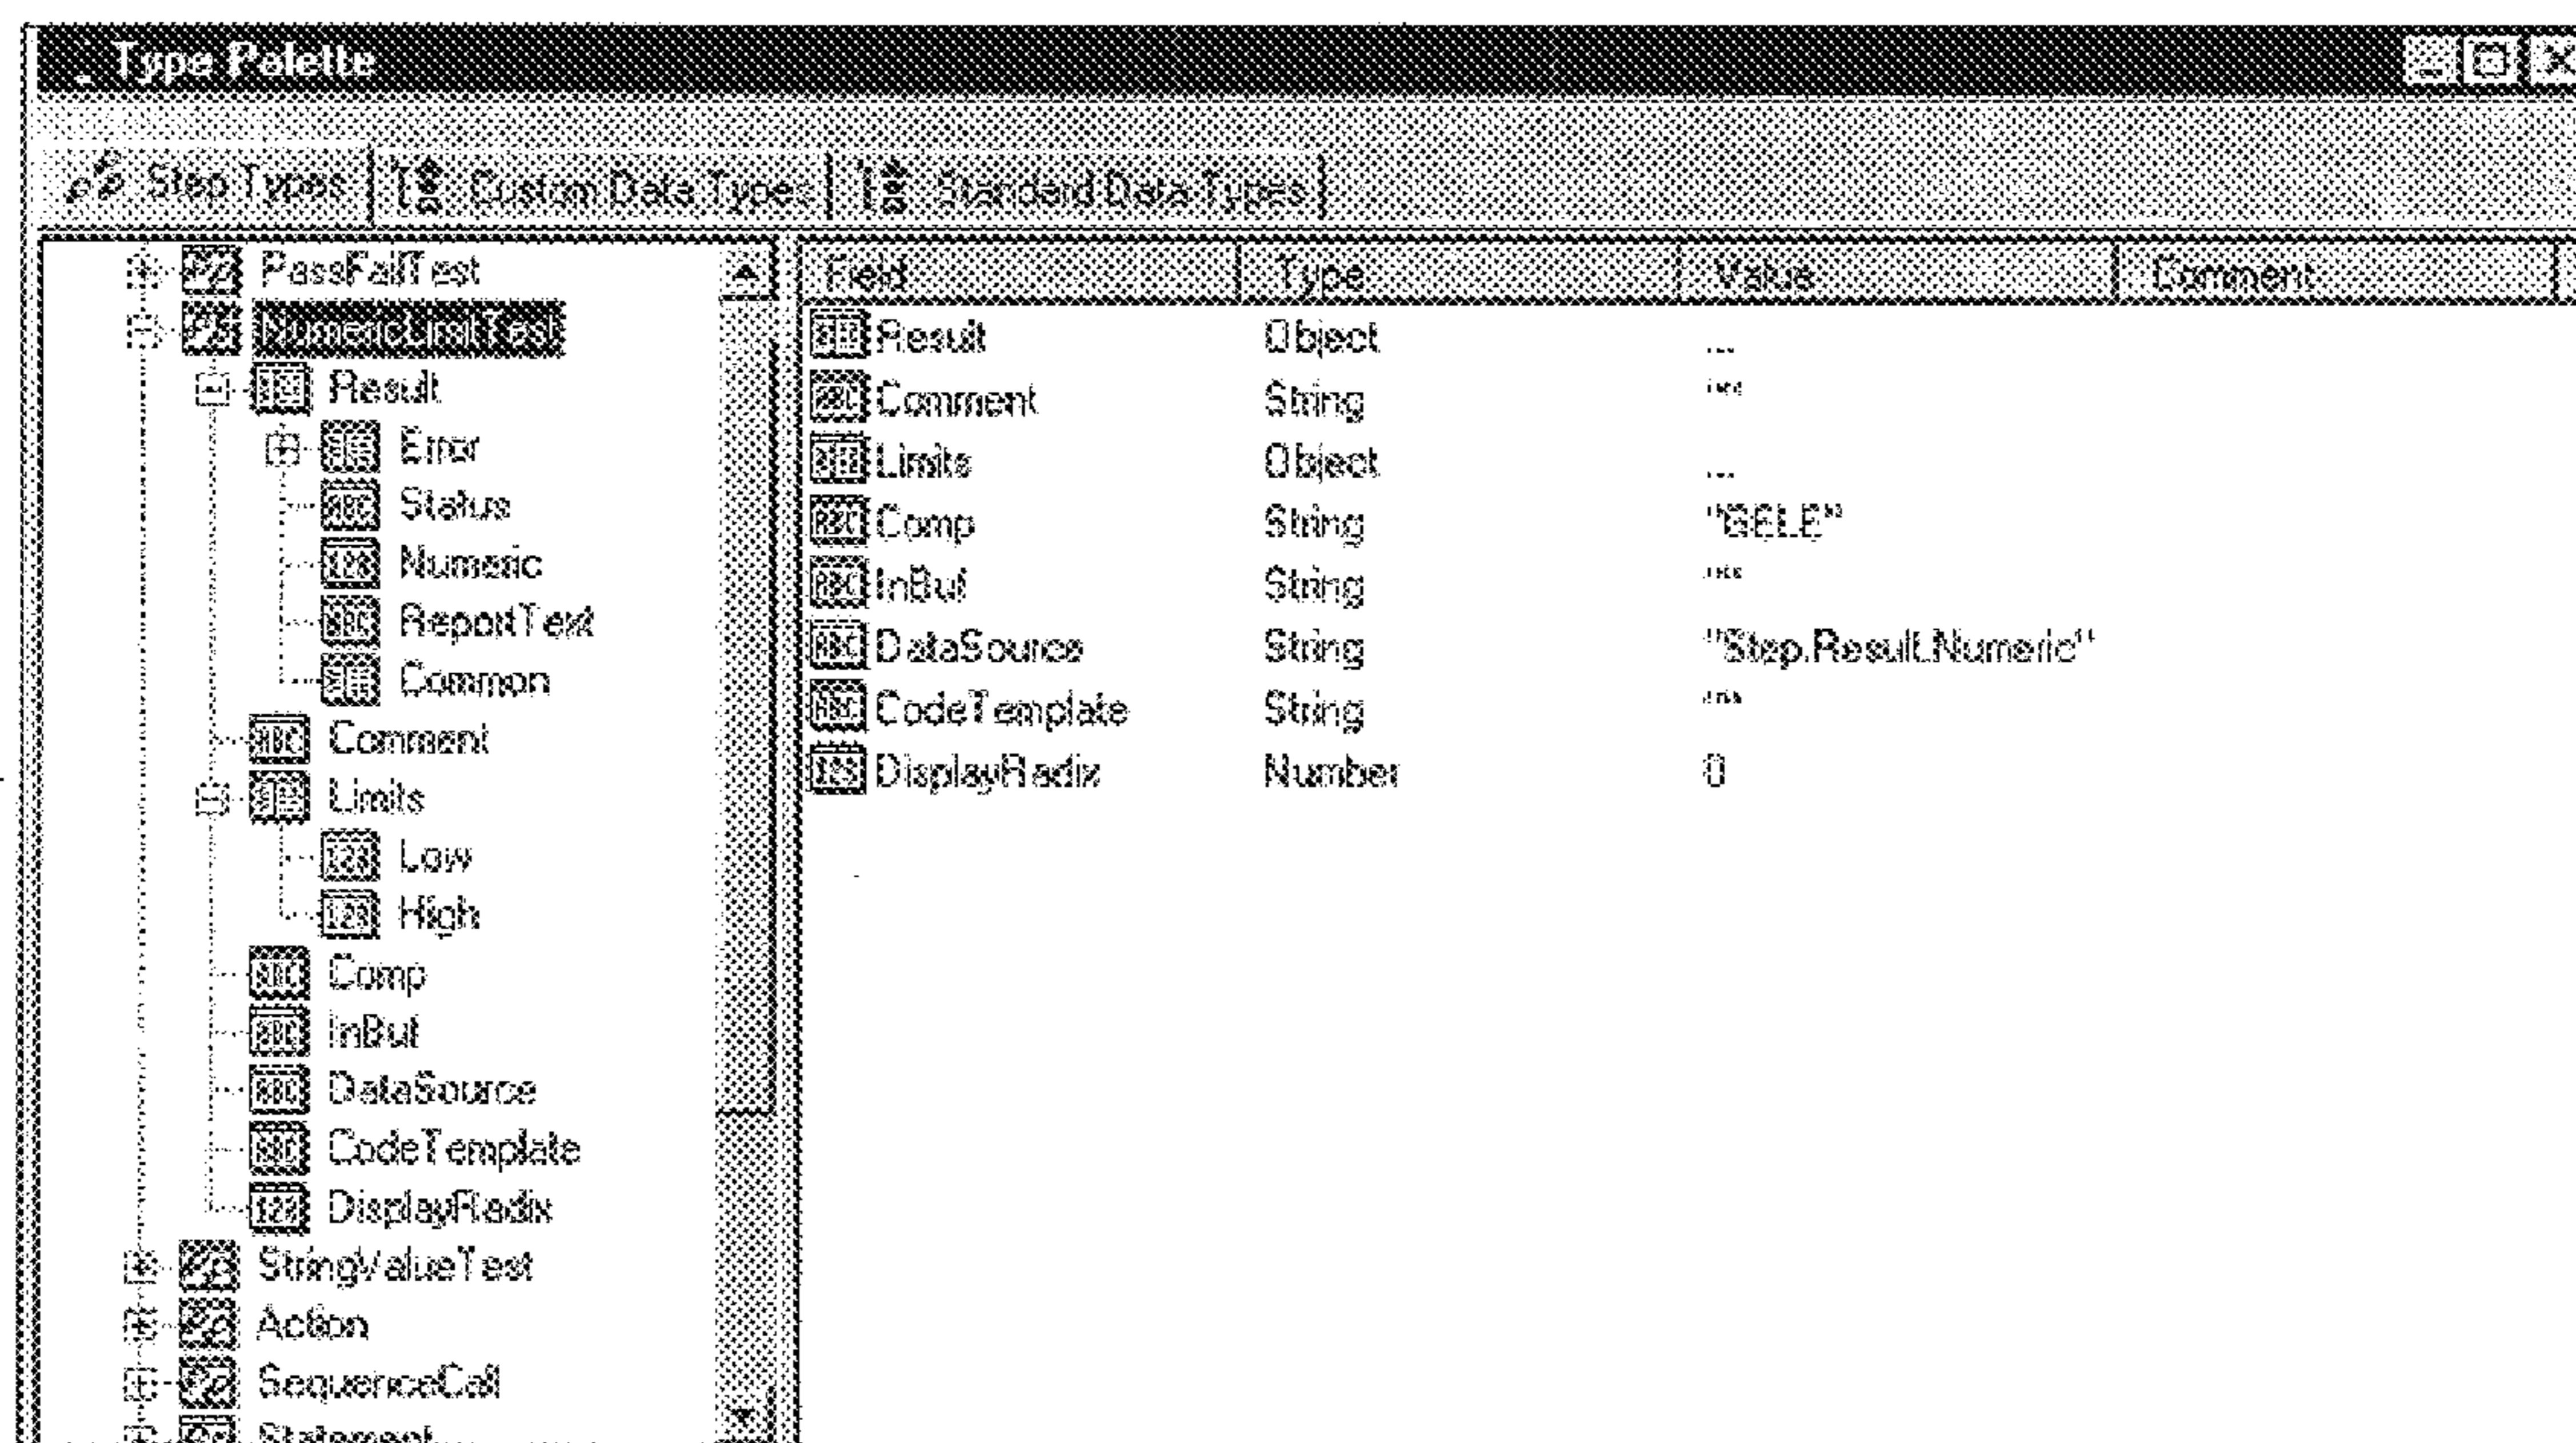 Type Palette
Step Types Custom Data Types Standard Data Types
PassFailTest
NumericLimitTest
Result
Error
Status
Numeric
ReportText
Common
Comment
Limits
Low
High
Comp
InBuf
DataSource
CodeTemplate
DisplayRadix
StringValueTest
Action
SequenceCall
Statement
Field Type Value Comment
Result Object ...
Comment String ""
Limits Object ...
Comp String "GELE"
InBuf String ""
DataSource String "Step.Result.Numeric"
CodeTemplate String ""
DisplayRadix Number 0